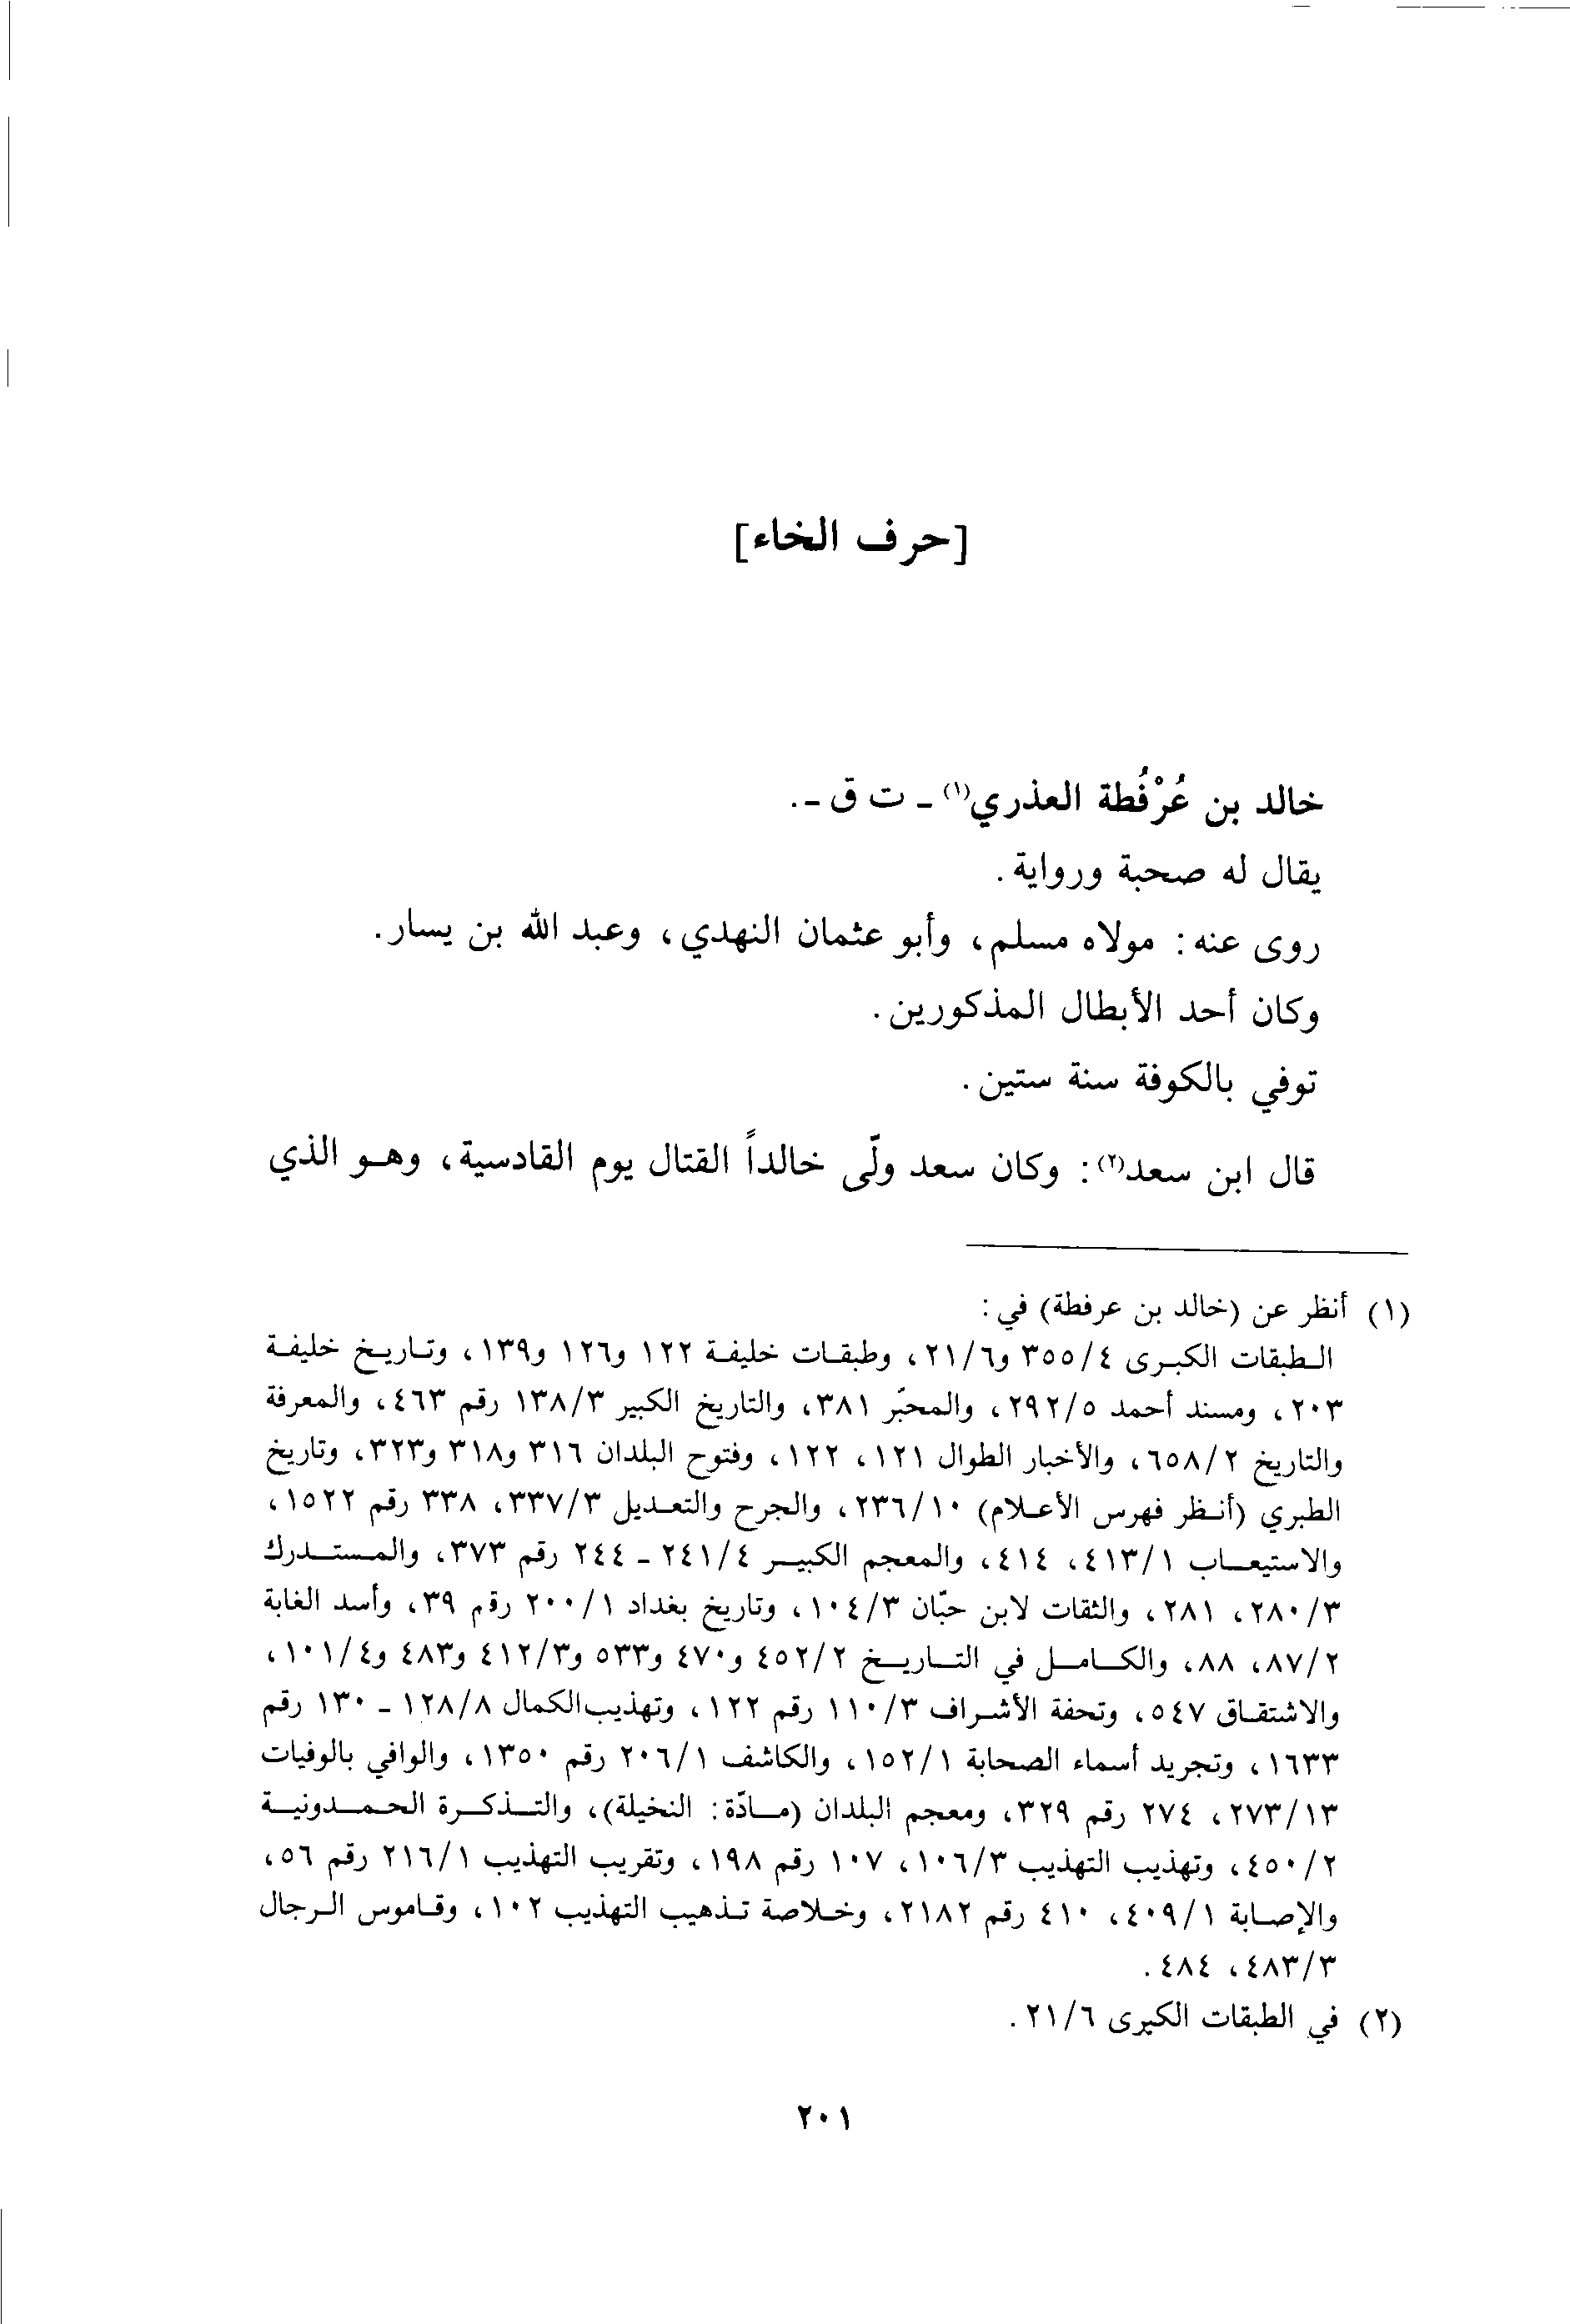 [حرف الخاء]
خالد بن عُرْفُطة العذري(١) ـ ت ق ـ.
يقال له صحبة ورواية.
روى عنه: مولاه مسلم، وأبو عثمان النهدي، وعبد الله بن يسار.
وكان أحد الأبطال المذكورين.
توفي بالكوفة سنة ستين.
قال ابن سعد(٢): وكان سعد ولّى خالداً القتال يوم القادسية، وهو الذي
(١) أنظر عن (خالد بن عرفطة) في:
الطبقات الكبرى ٣٥٥/٤ و٢١/٦، وطبقات خليفة ١٢٢ و١٢٦ و١٣٩، وتاريخ خليفة
٢٠٣، ومسند أحمد ٢٩٢/٥، والمحبّر ٣٨١، والتاريخ الكبير ١٣٨/٣ رقم ٤٦٣، والمعرفة
والتاريخ ٦٥٨/٢، والأخبار الطوال ١٢١، ١٢٢، وفتوح البلدان ٣١٦ و٣١٨ و٣٢٣، وتاريخ
الطبري (أنظر فهرس الأعلام) ٢٣٦/١٠، والجرح والتعديل ٣٣٧/٣، ٣٣٨ رقم ١٥٢٢،
والاستيعاب ٤١٣/١، ٤١٤، والمعجم الكبير ٢٤١/٤ ـ ٢٤٤ رقم ٣٧٣، والمستدرك
٢٨٠/٣، ٢٨١، والثقات لابن حبّان ١٠٤/٣، وتاريخ بغداد ٢٠٠/١ رقم ٣٩، وأسد الغابة
٨٧/٢، ٨٨، والكامل في التاريخ ٤٥٢/٢ و٤٧٠ و٥٣٣ و٤١٢/٣ و٤٨٣ و١٠١/٤،
والاشتقاق ٥٤٧، وتحفة الأشراف ١١٠/٣ رقم ١٢٢، وتهذيب الكمال ١٢٨/٨ ـ ١٣٠ رقم
١٦٣٣، وتجريد أسماء الصحابة ١٥٢/١، والكاشف ٢٠٦/١ رقم ١٣٥٠، والوافي بالوفيات
٢٧٣/١٣، ٢٧٤ رقم ٣٢٩، ومعجم البلدان (مادّة: النخيلة)، والتذكرة الحمدونية
٤٥٠/٢، وتهذيب التهذيب ١٠٦/٣، ١٠٧ رقم ١٩٨، وتقريب التهذيب ٢١٦/١ رقم ٥٦،
والإصابة ٤٠٩/١، ٤١٠ رقم ٢١٨٢، وخلاصة تذهيب التهذيب ١٠٢، وقاموس الرجال
٤٨٣/٣، ٤٨٤.
(٢) في الطبقات الكبرى ٢١/٦.
٢٠١